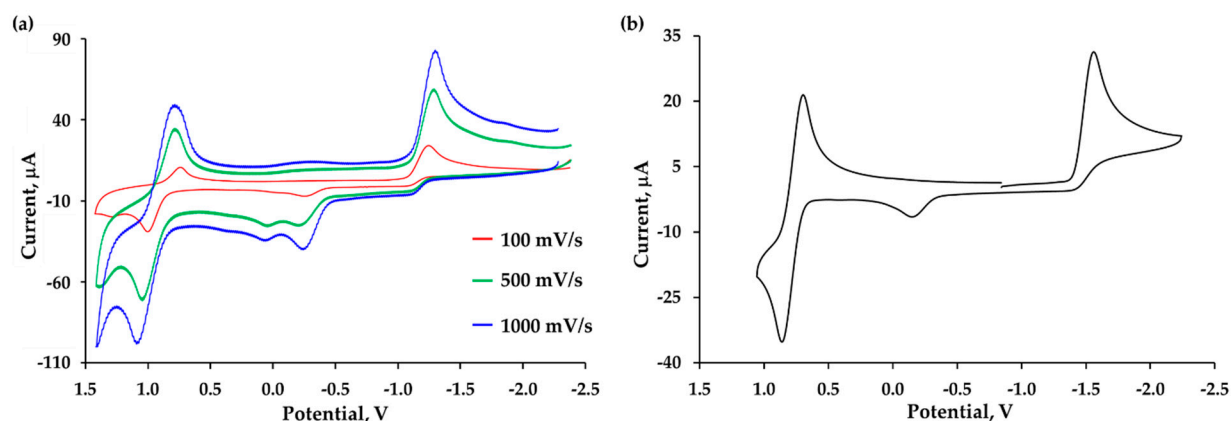 (a)
90
40
-10
-60
-110
Current, μA
1.5 1.0 0.5 0.0 -0.5 -1.0 -1.5 -2.0 -2.5
Potential, V
100 mV/s
500 mV/s
1000 mV/s
(b)
35
20
5
-10
-25
-40
Current, μA
1.5 1.0 0.5 0.0 -0.5 -1.0 -1.5 -2.0 -2.5
Potential, V